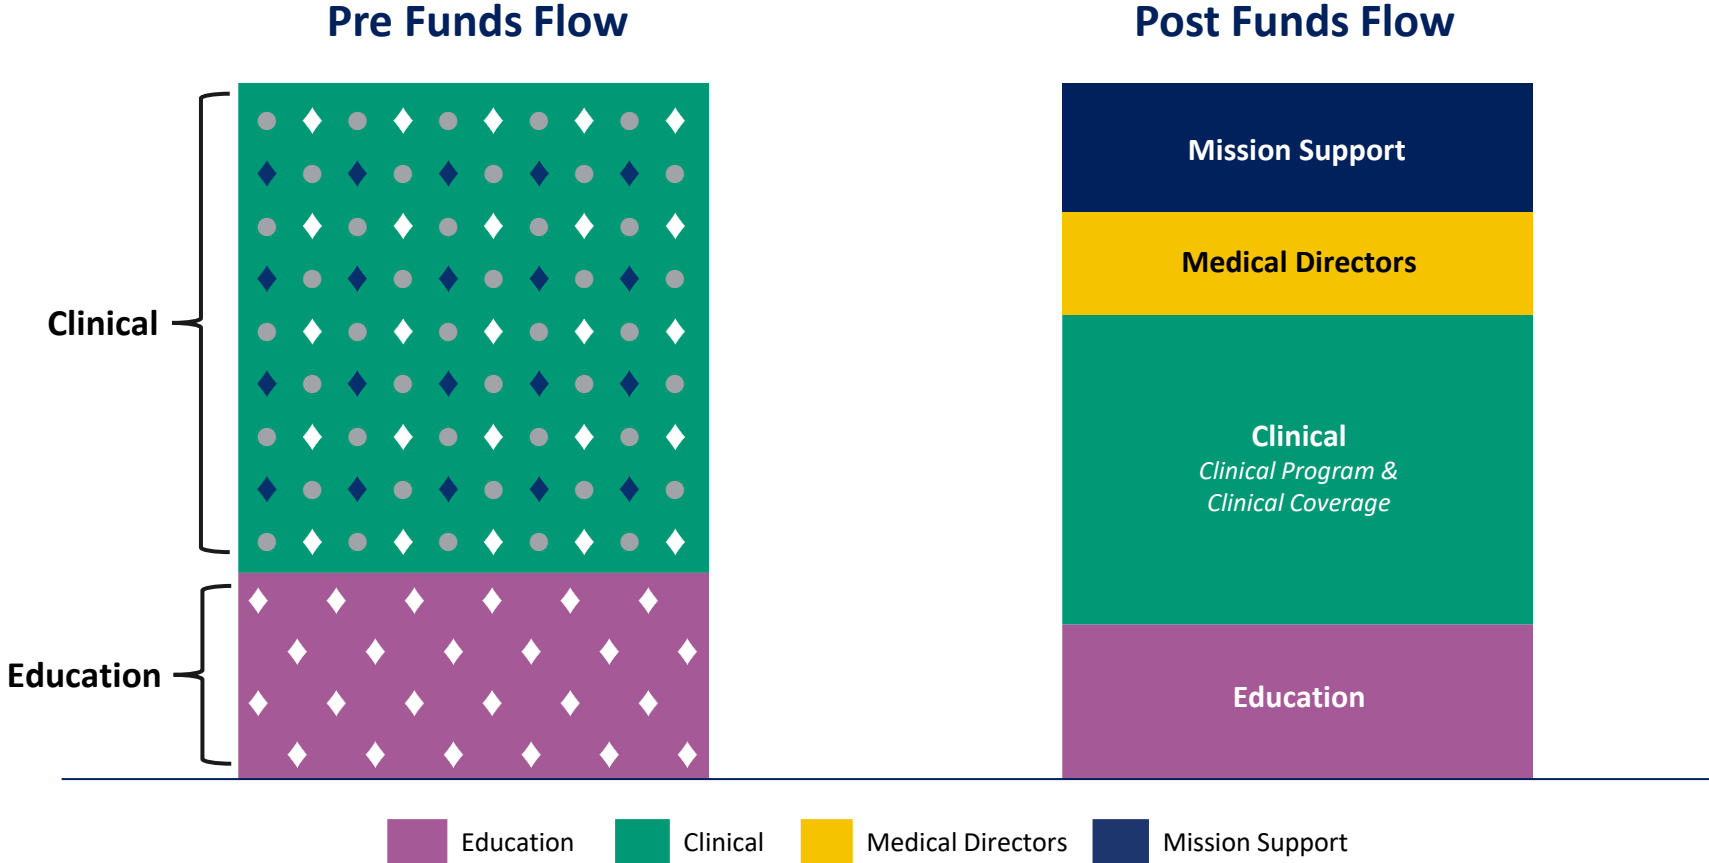 Pre Funds Flow
Post Funds Flow
Clinical
Education
Mission Support
Medical Directors
Clinical
Clinical Program &
Clinical Coverage
Education
Education
Clinical
Medical Directors
Mission Support